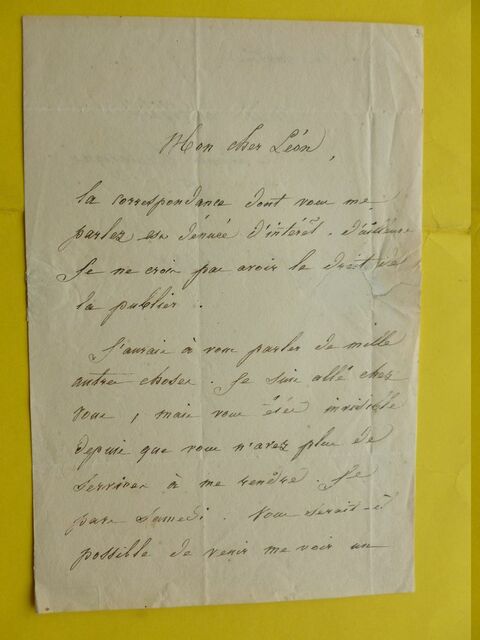 Mon cher Léon,
la correspondance dont vous me
parlez est dénuée d'intérêt. d'ailleurs
Je ne crois pas avoir le droit de
la publier.
J'aurais à vous parler de mille
autres choses. Je suis allé chez
vous, mais vous êtes invisible
depuis que vous n'avez plus de
services à me rendre. Je
pars Samedi. Vous serait-il
possible de venir me voir un